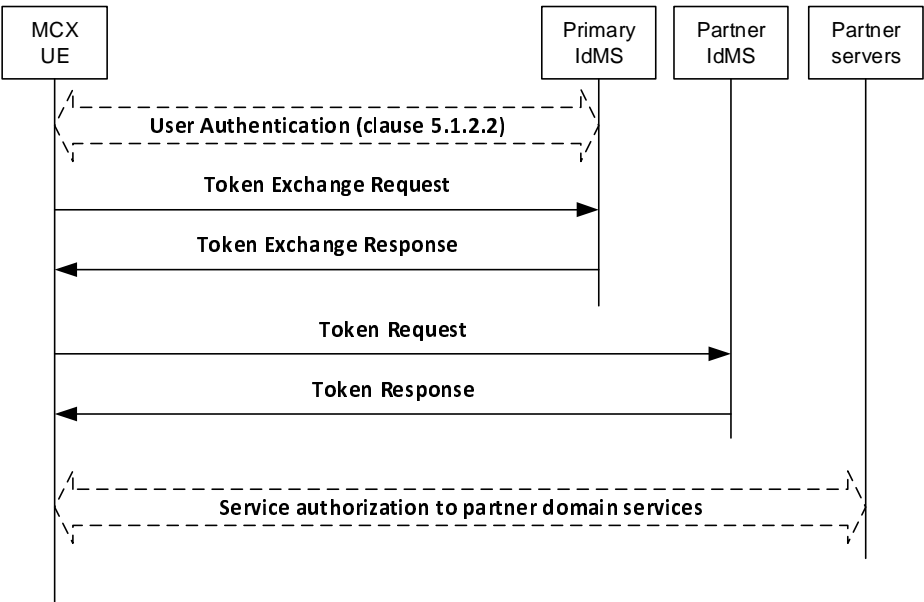 MCX
UE
Primary
IdMS
Partner
IdMS
Partner
servers
User Authentication (clause 5.1.2.2)
Token Exchange Request
Token Exchange Response
Token Request
Token Response
Service authorization to partner domain services